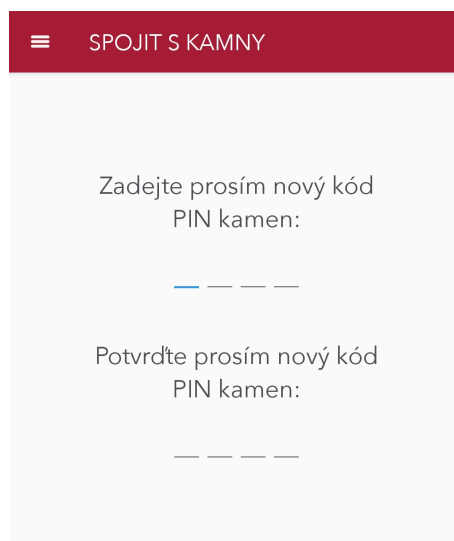 SPOJIT S KAMNY
Zadejte prosím nový kód
PIN kamen:
Potvrďte prosím nový kód
PIN kamen: